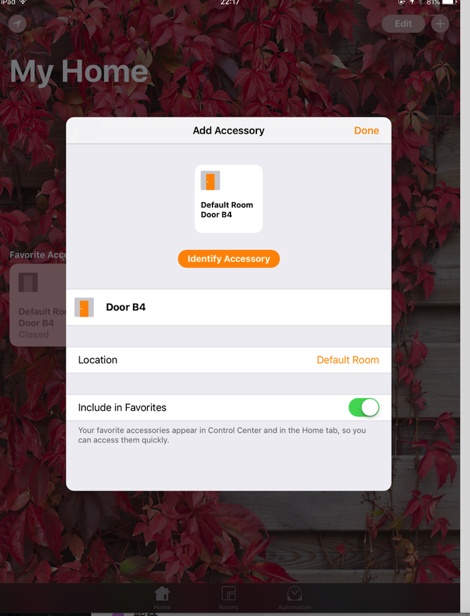 iPad
22:17
81%
Edit
My Home
Add Accessory
Done
Default Room
Door B4
Identify Accessory
Favorite Acce
Default Roo
Door B4
Closed
Door B4
Location
Default Room
Include in Favorites
Your favorite accessories appear in Control Center and in the Home tab, so you
can access them quickly.
Home
Rooms
Automation